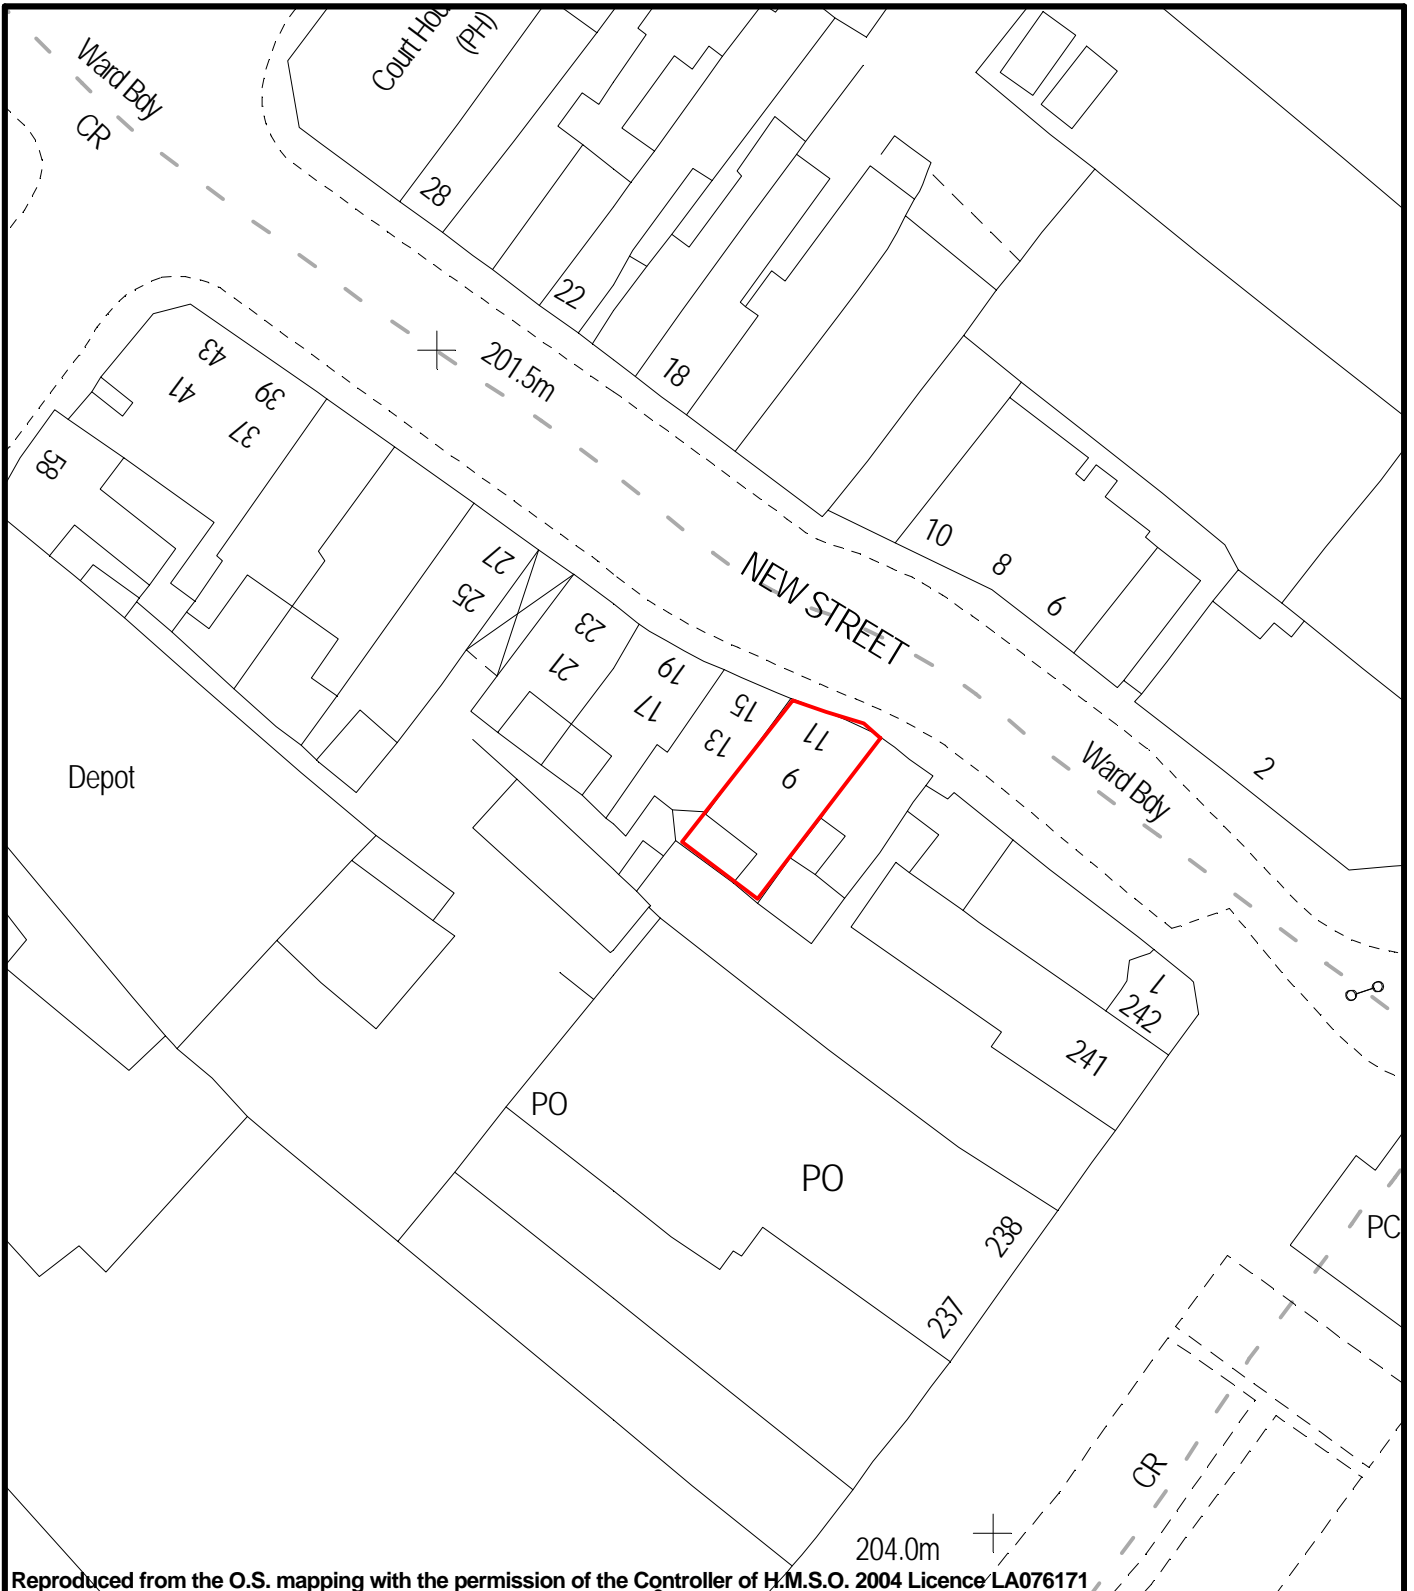 Court Hou
(PH)
Ward Bdy
CR
28
22
18
201.5m
43
41
39
37
58
27
25
23
21
19
17
15
13
11
9
NEW STREET
10
8
6
2
Ward Bdy
Depot
1
242
241
PO
PO
238
237
PC
CR
204.0m
Reproduced from the O.S. mapping with the permission of the Controller of H.M.S.O. 2004 Licence LA076171